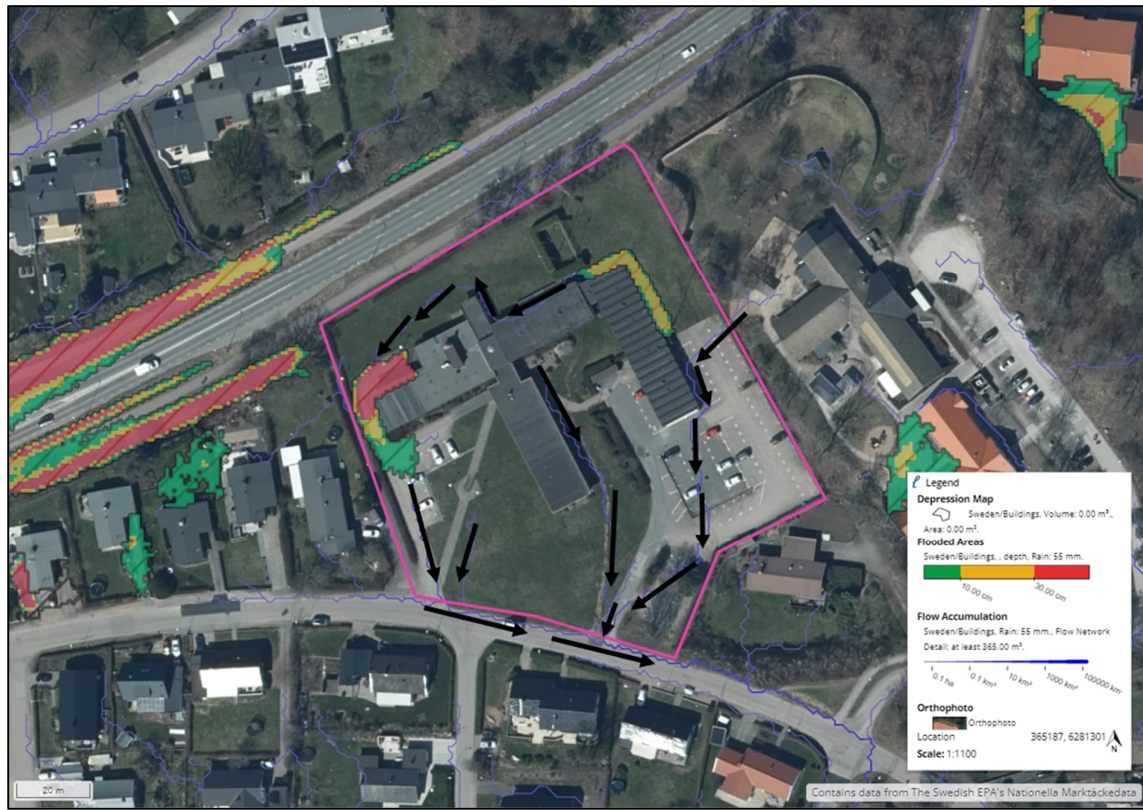 Legend
Depression Map
Sweden/Buildings, Volume: 0.00 m³.,
Area: 0.00 m².
Flooded Areas
Sweden/Buildings, , depth, Rain: 55 mm.
10.00 cm
30.00 cm
Flow Accumulation
Sweden/Buildings, Rain: 55 mm., Flow Network
Detail: at least 365.00 m³.
0.1 ha
0.1 km²
10 km²
1000 km²
100000 km²
Orthophoto
Orthophoto
Location 365187, 6281301
Scale: 1:1100
N
20 m
Contains data from The Swedish EPA's Nationella Marktäckedata